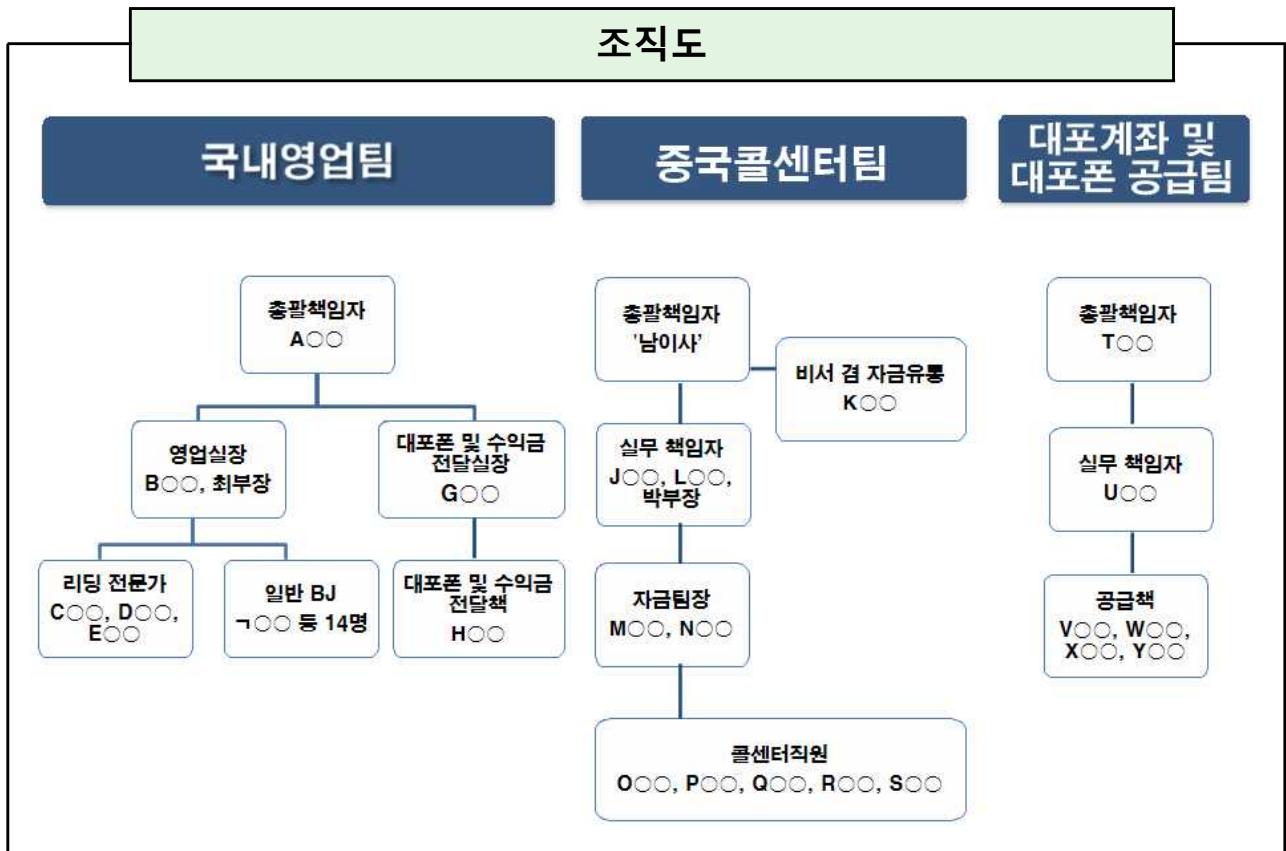 조직도
국내영업팀
중국콜센터팀
대포계좌 및
대포폰 공급팀
총괄책임자
A○○
영업실장
B○○, 최부장
대포폰 및 수익금
전달실장
G○○
리딩 전문가
C○○, D○○,
E○○
일반 BJ
ㄱ○○ 등 14명
대포폰 및 수익금
전달책
H○○
총괄책임자
'남이사'
비서 겸 자금유통
K○○
실무 책임자
J○○, L○○,
박부장
자금팀장
M○○, N○○
콜센터직원
O○○, P○○, Q○○, R○○, S○○
총괄책임자
T○○
실무 책임자
U○○
공급책
V○○, W○○,
X○○, Y○○